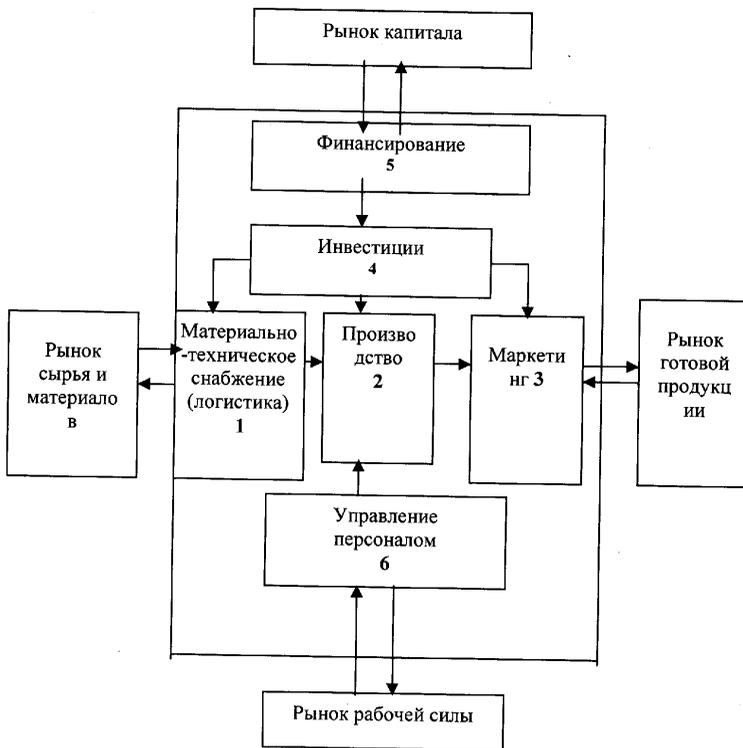 Рынок капитала
Финансирование
5
Инвестиции
4
Рынок
сырья и
материало
в
Материально
-техническое
снабжение
(логистика)
1
Произво
дство
2
Маркети
нг 3
Рынок
готовой
продукц
ии
Управление
персоналом
6
Рынок рабочей силы